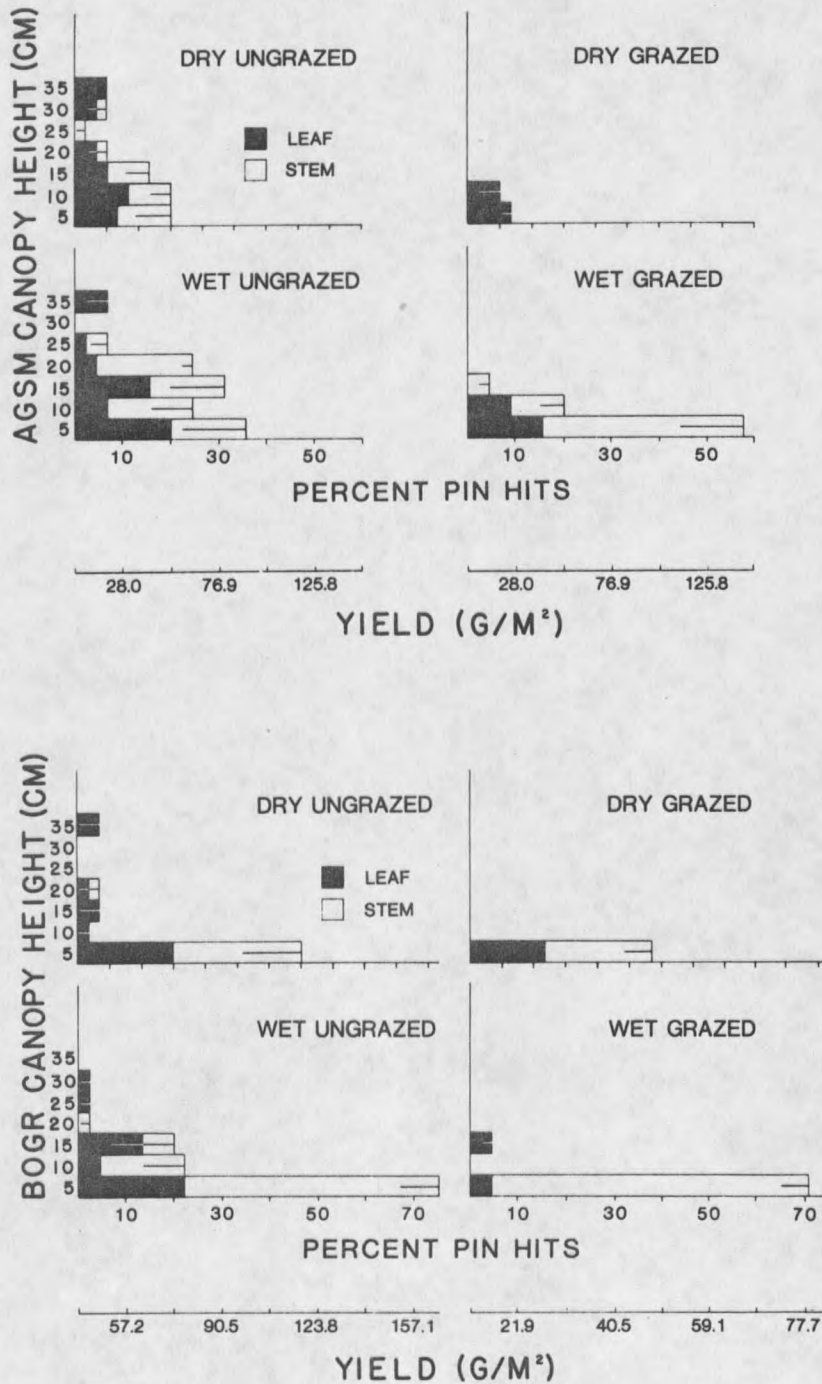 AGSM CANOPY HEIGHT (CM)
DRY UNGRAZED
DRY GRAZED
35
30
25
20
15
10
5
LEAF
STEM
WET UNGRAZED
WET GRAZED
35
30
25
20
15
10
5
10 30 50
10 30 50
PERCENT PIN HITS
28.0 76.9 125.8
28.0 76.9 125.8
YIELD (G/M²)
BOGR CANOPY HEIGHT (CM)
DRY UNGRAZED
DRY GRAZED
35
30
25
20
15
10
5
LEAF
STEM
WET UNGRAZED
WET GRAZED
35
30
25
20
15
10
5
10 30 50 70
10 30 50 70
PERCENT PIN HITS
57.2 90.5 123.8 157.1
21.9 40.5 59.1 77.7
YIELD (G/M²)